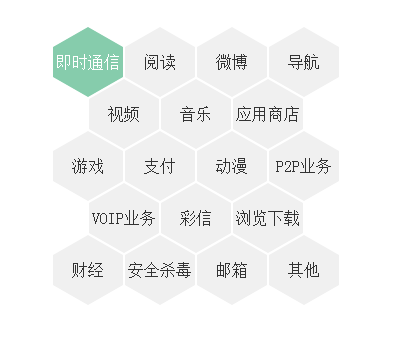 即时通信 阅读 微博 导航
视频 音乐 应用商店
游戏 支付 动漫 P2P业务
VOIP业务 彩信 浏览下载
财经 安全杀毒 邮箱 其他